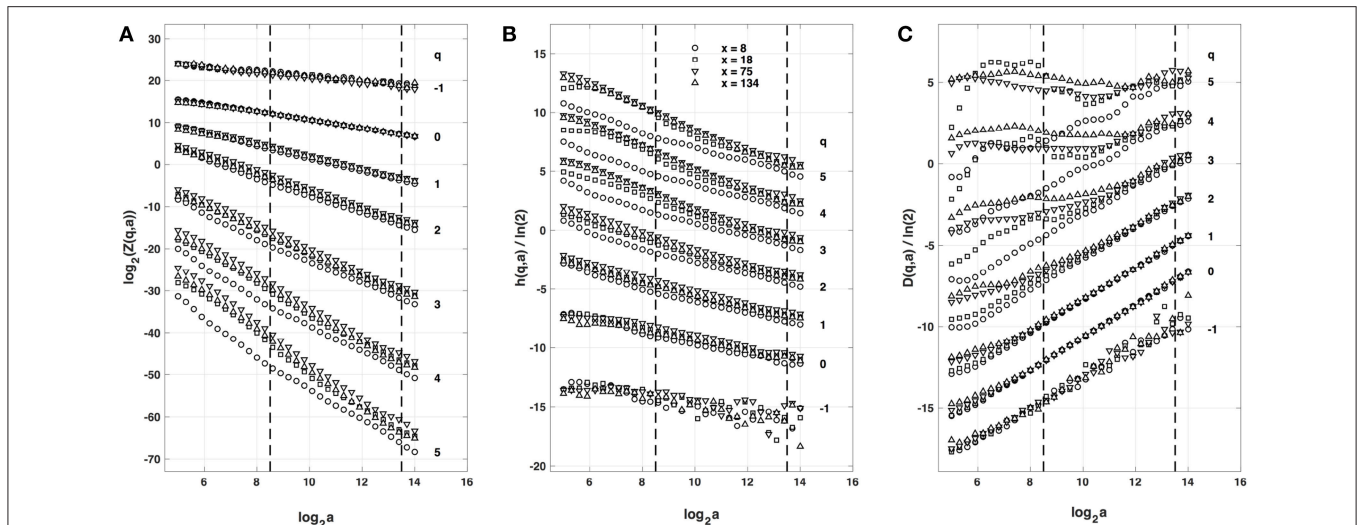 A
30
20
10
0
-10
-20
-30
-40
-50
-60
-70
6 8 10 12 14 16
log2a
log2(Z(q,a))
q
-1
0
1
2
3
4
5
B
15
10
5
0
-5
-10
-15
-20
6 8 10 12 14 16
log2a
h(q,a) / ln(2)
x = 8
x = 18
x = 75
x = 134
q
5
4
3
2
1
0
-1
C
5
0
-5
-10
-15
6 8 10 12 14 16
log2a
D(q,a) / ln(2)
q
5
4
3
2
1
0
-1